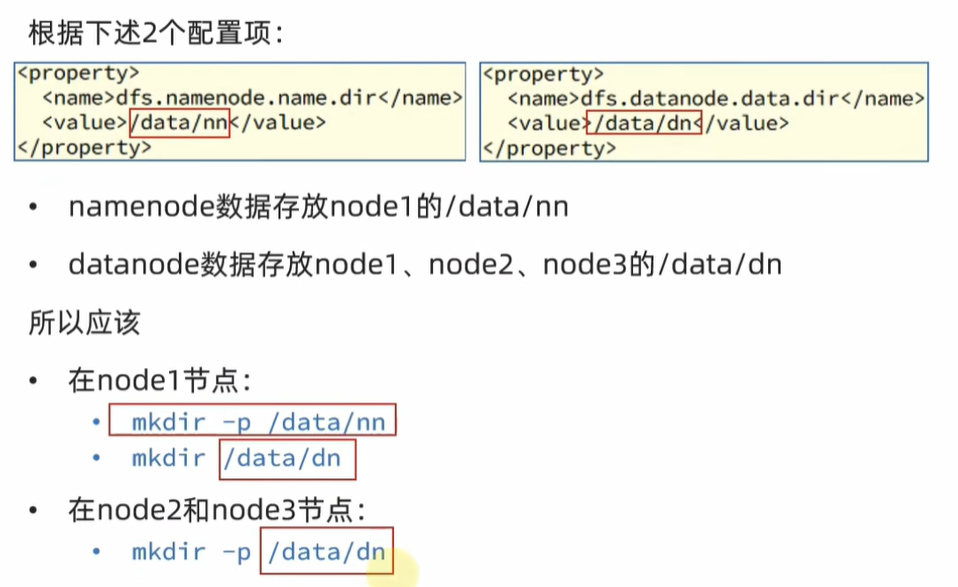 根据下述2个配置项：
<property>
<name>dfs.namenode.name.dir</name>
<value>/data/nn</value>
</property>
<property>
<name>dfs.datanode.data.dir</name>
<value>/data/dn</value>
</property>
• namenode数据存放node1的/data/nn
• datanode数据存放node1、node2、node3的/data/dn
所以应该
• 在node1节点：
• mkdir -p /data/nn
• mkdir /data/dn
• 在node2和node3节点：
• mkdir -p /data/dn